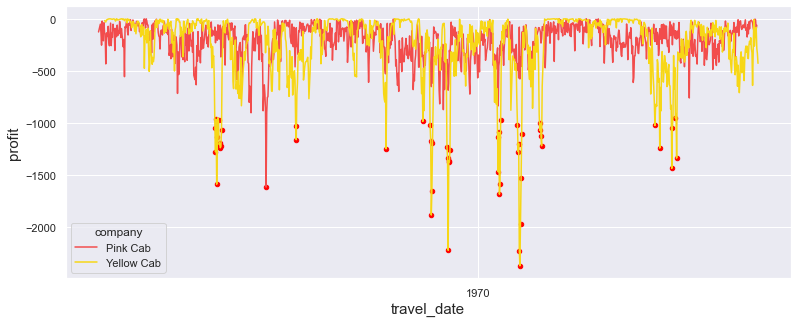 profit
0
−500
−1000
−1500
−2000
company
Pink Cab
Yellow Cab
1970
travel_date